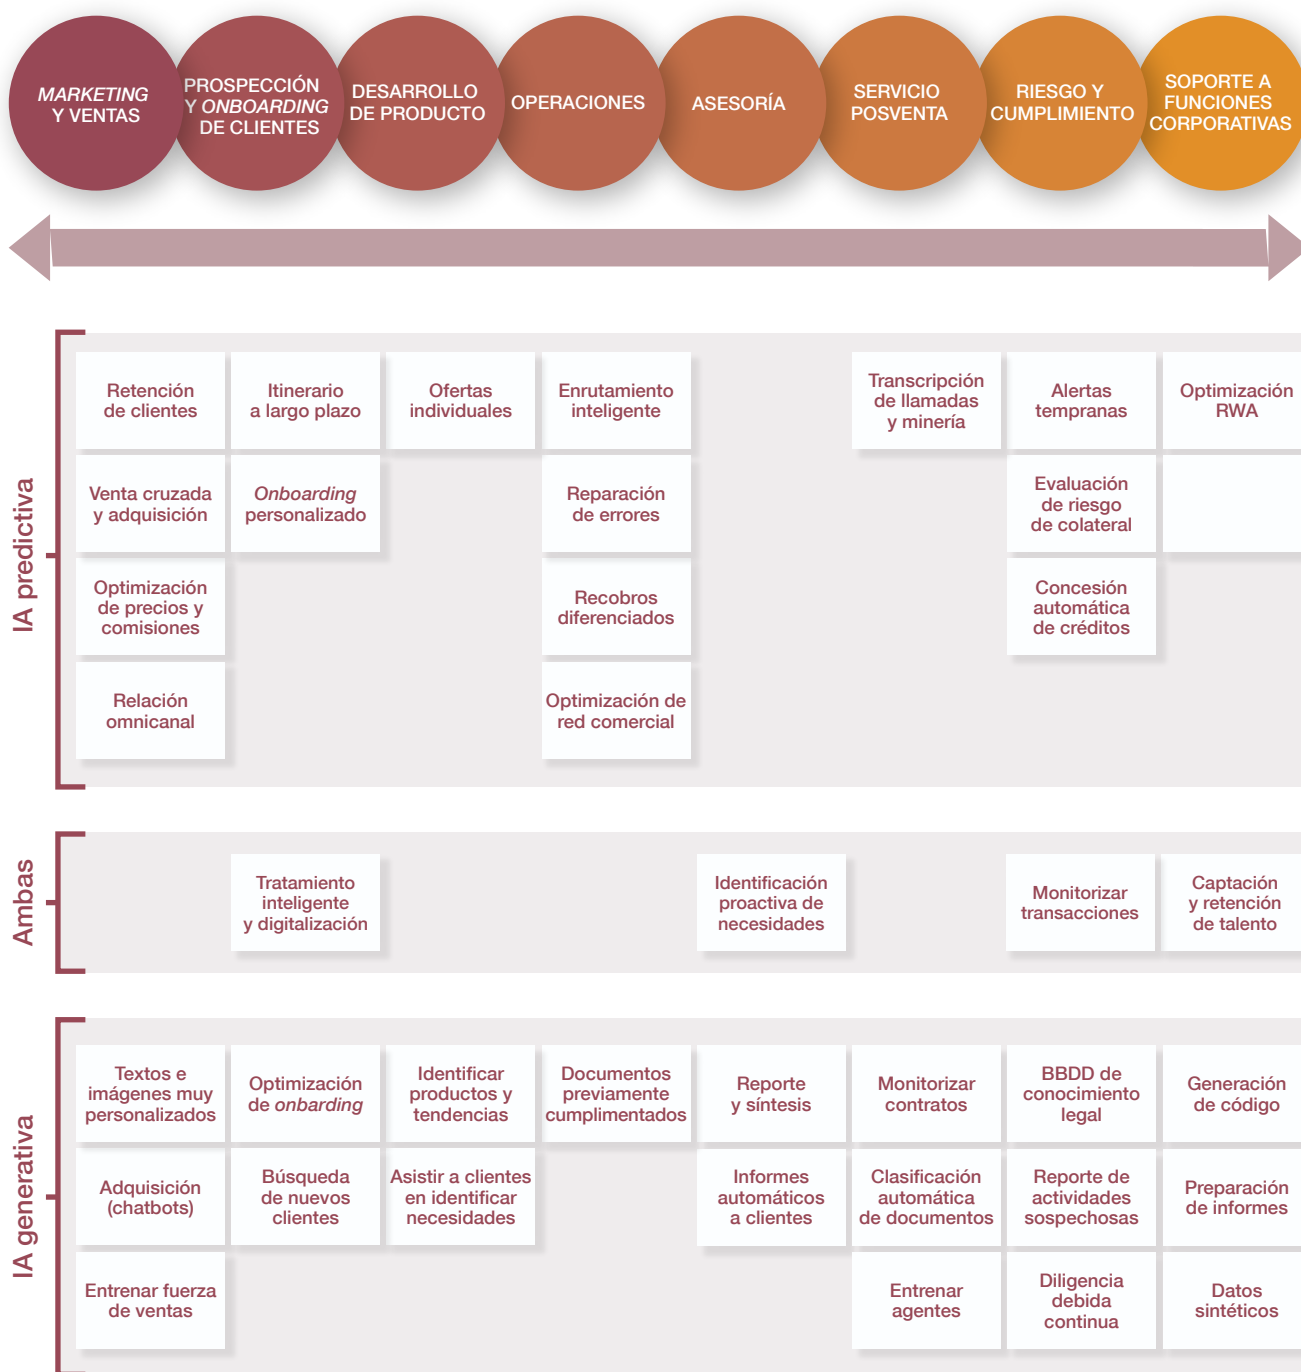 MARKETING
Y VENTAS
PROSPECCIÓN
Y ONBOARDING
DE CLIENTES
DESARROLLO
DE PRODUCTO
OPERACIONES
ASESORÍA
SERVICIO
POSVENTA
RIESGO Y
CUMPLIMIENTO
SOPORTE A
FUNCIONES
CORPORATIVAS
IA predictiva
Retención
de clientes
Itinerario
a largo plazo
Ofertas
individuales
Enrutamiento
inteligente
Transcripción
de llamadas
y minería
Alertas
tempranas
Optimización
RWA
Venta cruzada
y adquisición
Onboarding
personalizado
Reparación
de errores
Evaluación
de riesgo
de colateral
Optimización
de precios y
comisiones
Recobros
diferenciados
Concesión
automática
de créditos
Relación
omnicanal
Optimización de
red comercial
Ambas
Tratamiento
inteligente
y digitalización
Identificación
proactiva de
necesidades
Monitorizar
transacciones
Captación
y retención
de talento
IA generativa
Textos e
imágenes muy
personalizados
Optimización
de onbarding
Identificar
productos y
tendencias
Documentos
previamente
cumplimentados
Reporte
y síntesis
Monitorizar
contratos
BBDD de
conocimiento
legal
Generación
de código
Adquisición
(chatbots)
Búsqueda
de nuevos
clientes
Asistir a clientes
en identificar
necesidades
Informes
automáticos
a clientes
Clasificación
automática
de documentos
Reporte de
actividades
sospechosas
Preparación
de informes
Entrenar fuerza
de ventas
Entrenar
agentes
Diligencia
debida
continua
Datos
sintéticos